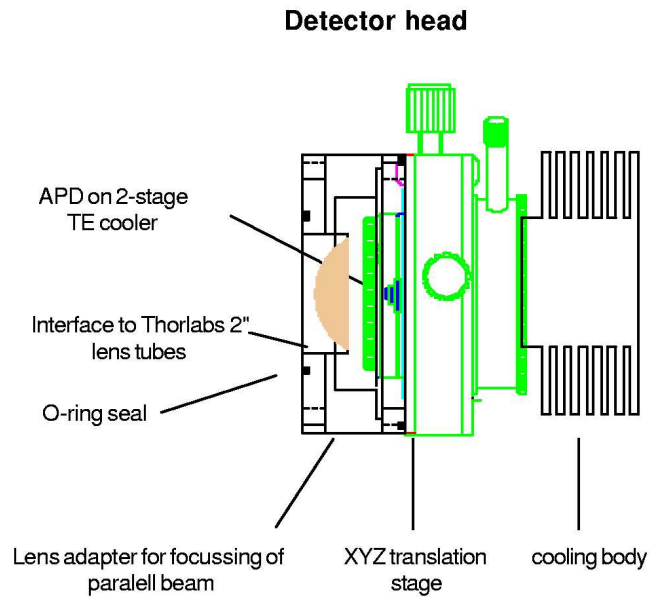 Detector head
APD on 2-stage
TE cooler
Interface to Thorlabs 2"
lens tubes
O-ring seal
Lens adapter for focussing of
paralell beam
XYZ translation
stage
cooling body